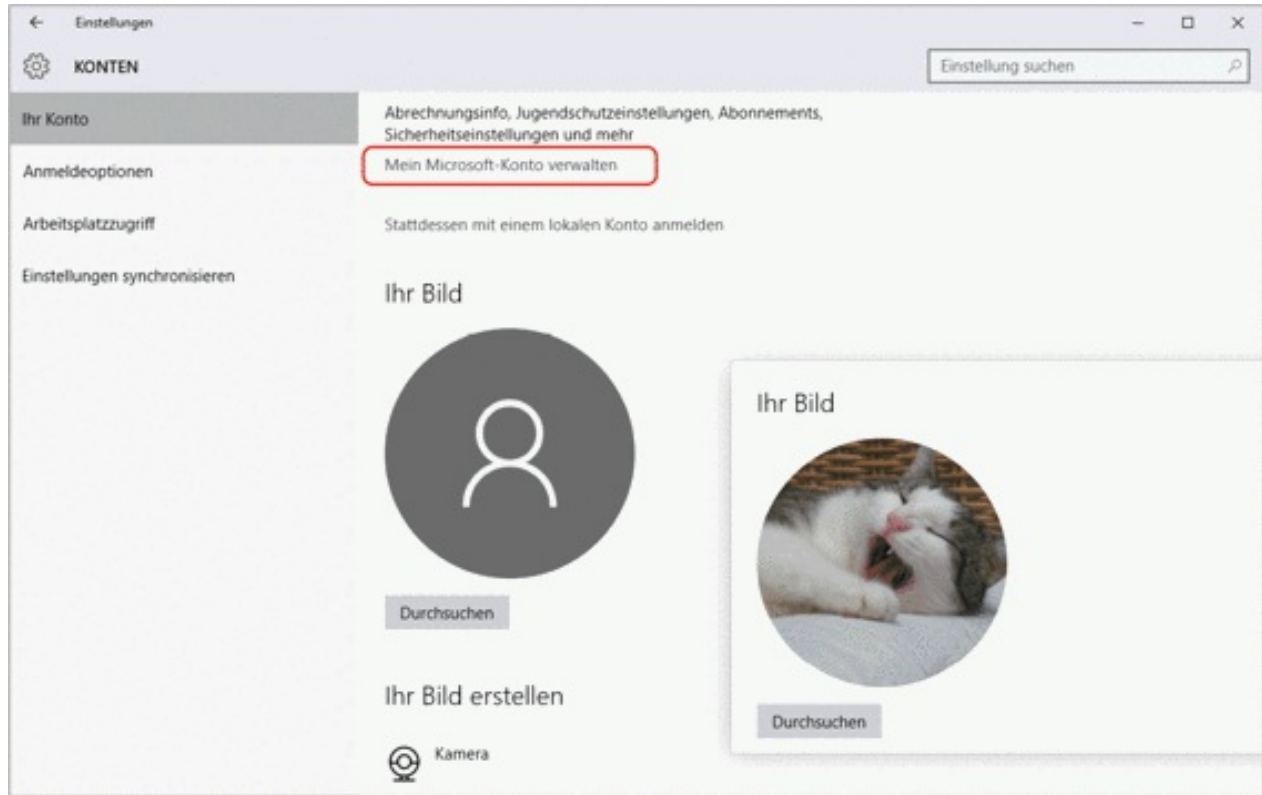 Einstellungen
KONTEN
Einstellung suchen
Ihr Konto
Anmeldeoptionen
Arbeitsplatzzugriff
Einstellungen synchronisieren
Abrechnungsinfo, Jugendschutzeinstellungen, Abonnements,
Sicherheitseinstellungen und mehr
Mein Microsoft-Konto verwalten
Stattdessen mit einem lokalen Konto anmelden
Ihr Bild
Durchsuchen
Ihr Bild erstellen
Kamera
Ihr Bild
Durchsuchen